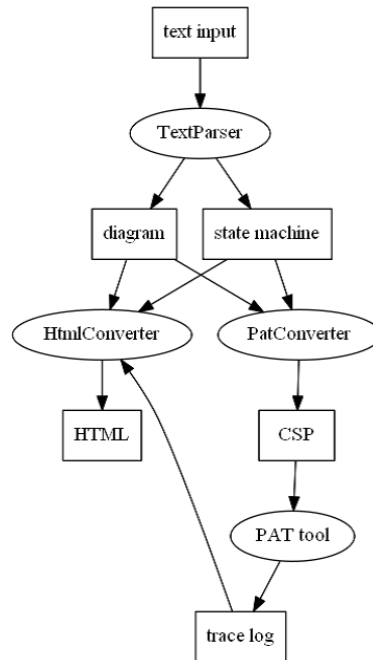 text input
TextParser
diagram
state machine
HtmlConverter
PatConverter
HTML
CSP
PAT tool
trace log